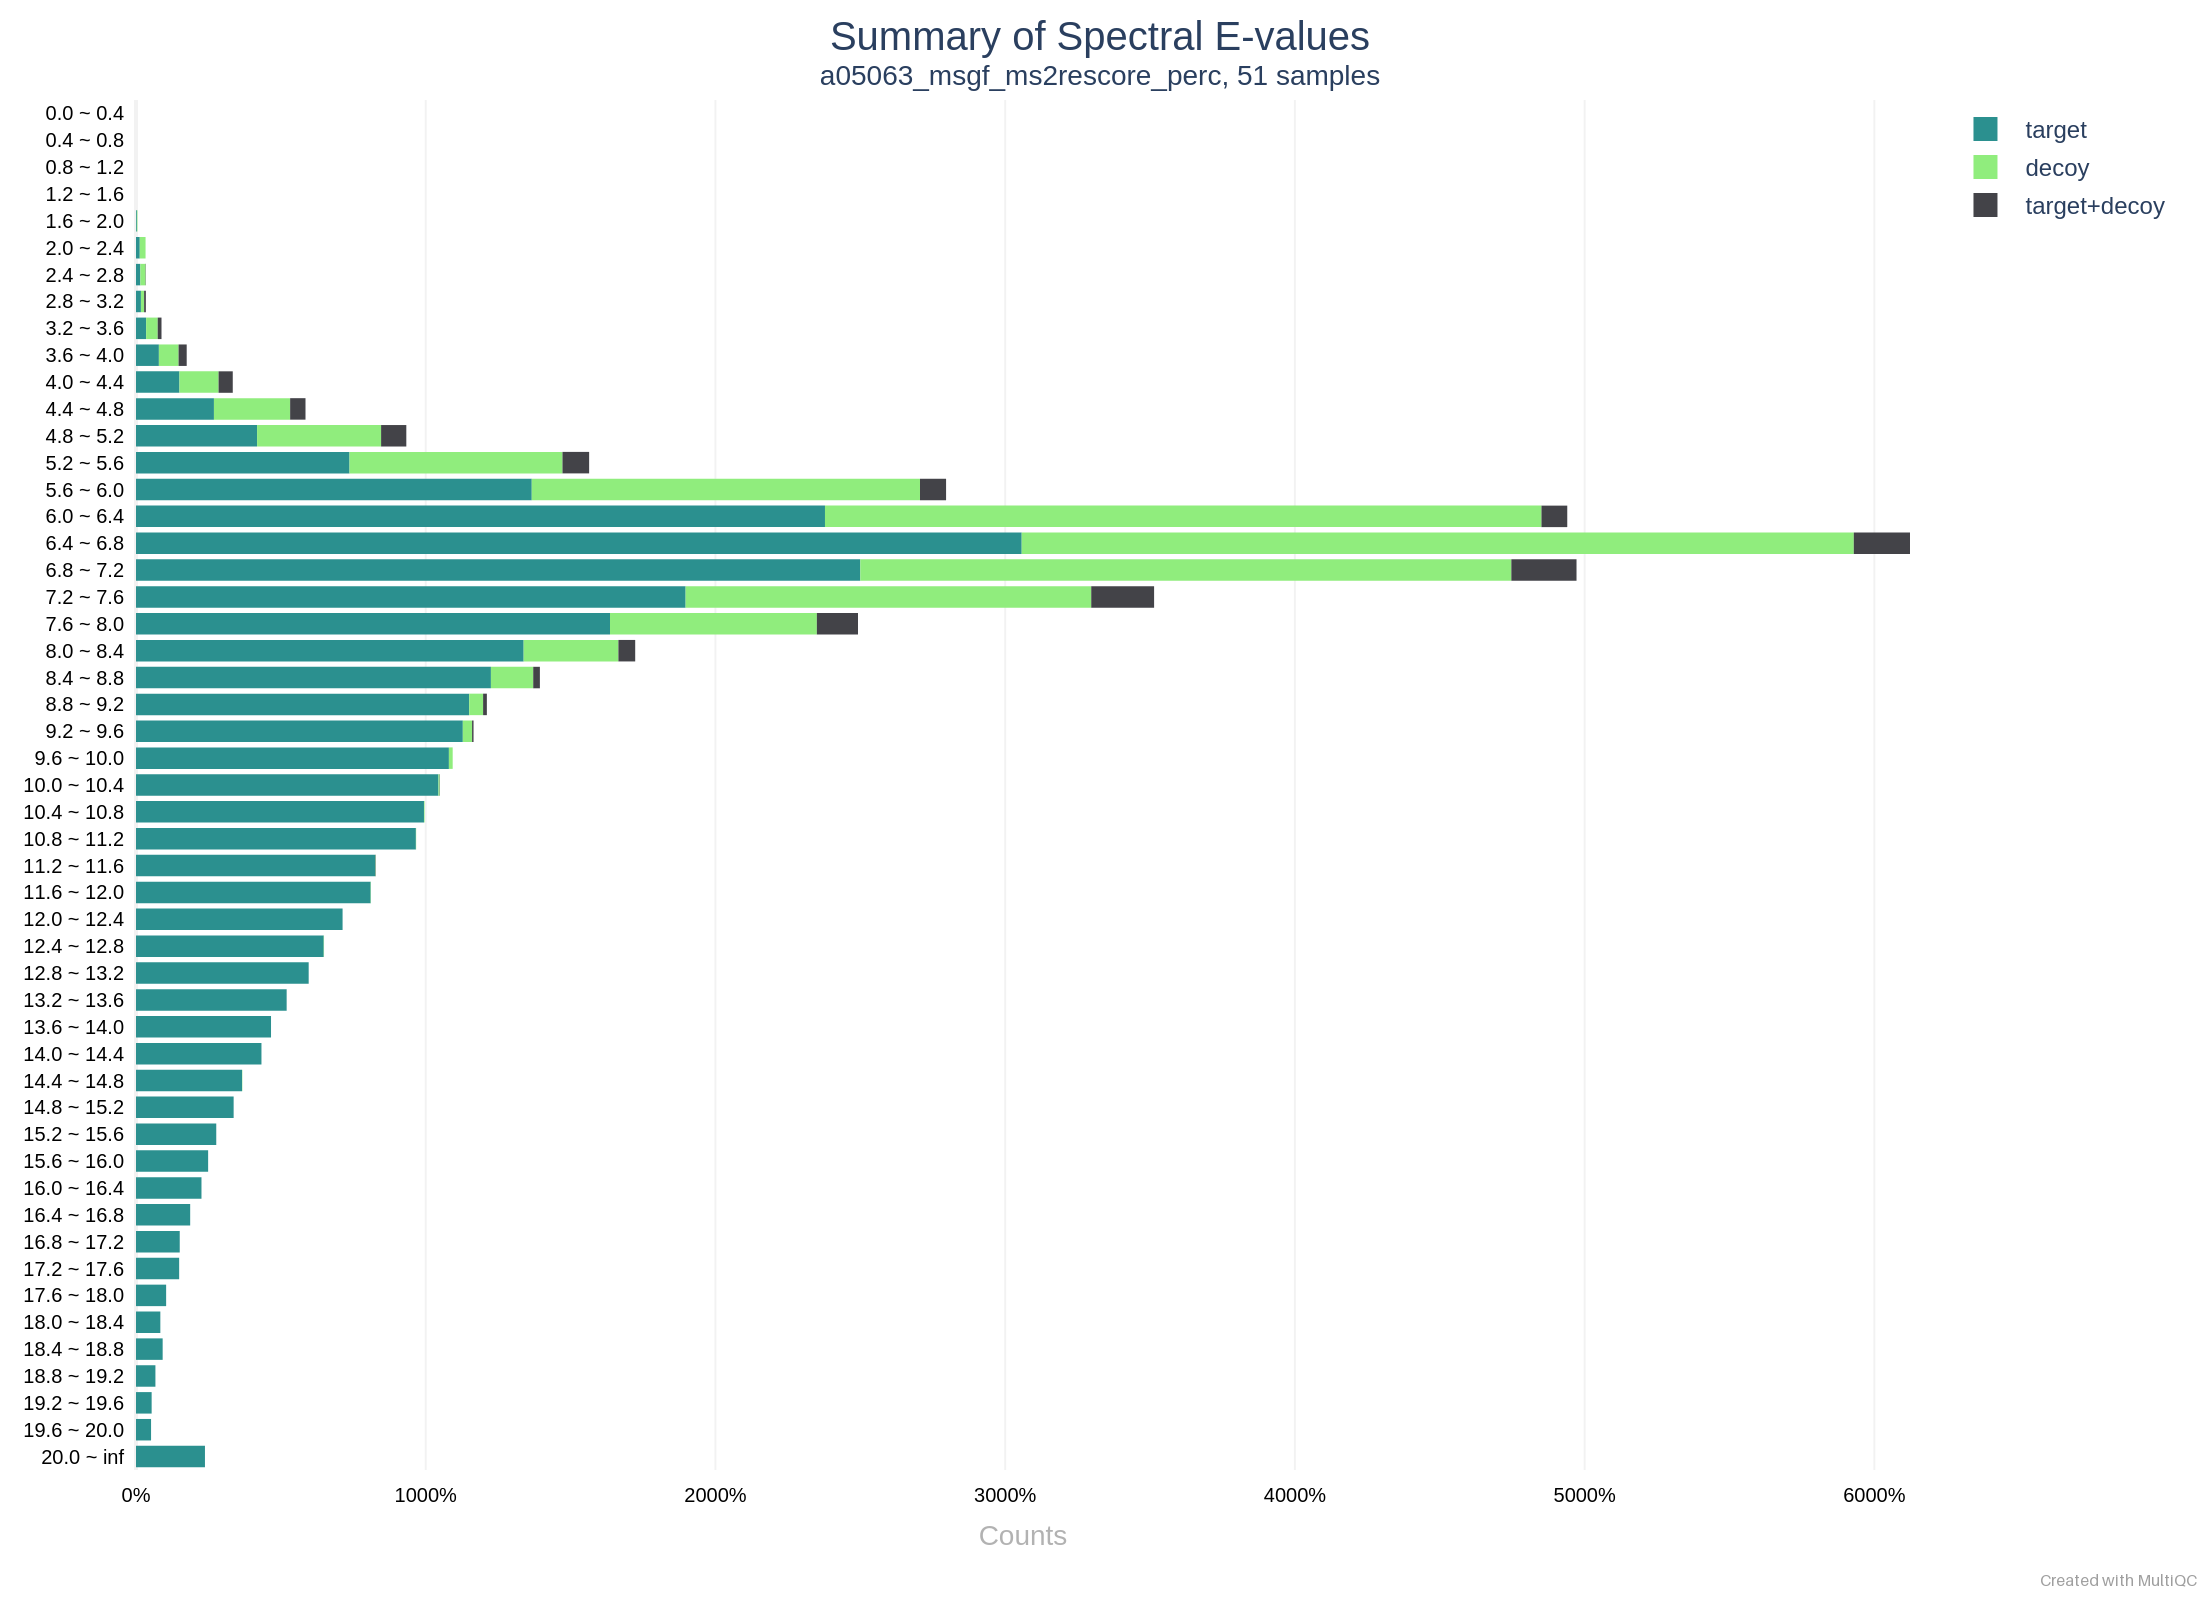 Summary of Spectral E-values
a05063_msgf_ms2rescore_perc, 51 samples
0.0 ~ 0.4
0.4 ~ 0.8
0.8 ~ 1.2
1.2 ~ 1.6
1.6 ~ 2.0
2.0 ~ 2.4
2.4 ~ 2.8
2.8 ~ 3.2
3.2 ~ 3.6
3.6 ~ 4.0
4.0 ~ 4.4
4.4 ~ 4.8
4.8 ~ 5.2
5.2 ~ 5.6
5.6 ~ 6.0
6.0 ~ 6.4
6.4 ~ 6.8
6.8 ~ 7.2
7.2 ~ 7.6
7.6 ~ 8.0
8.0 ~ 8.4
8.4 ~ 8.8
8.8 ~ 9.2
9.2 ~ 9.6
9.6 ~ 10.0
10.0 ~ 10.4
10.4 ~ 10.8
10.8 ~ 11.2
11.2 ~ 11.6
11.6 ~ 12.0
12.0 ~ 12.4
12.4 ~ 12.8
12.8 ~ 13.2
13.2 ~ 13.6
13.6 ~ 14.0
14.0 ~ 14.4
14.4 ~ 14.8
14.8 ~ 15.2
15.2 ~ 15.6
15.6 ~ 16.0
16.0 ~ 16.4
16.4 ~ 16.8
16.8 ~ 17.2
17.2 ~ 17.6
17.6 ~ 18.0
18.0 ~ 18.4
18.4 ~ 18.8
18.8 ~ 19.2
19.2 ~ 19.6
19.6 ~ 20.0
20.0 ~ inf
0% 1000% 2000% 3000% 4000% 5000% 6000%
Counts
target
decoy
target+decoy
Created with MultiQC